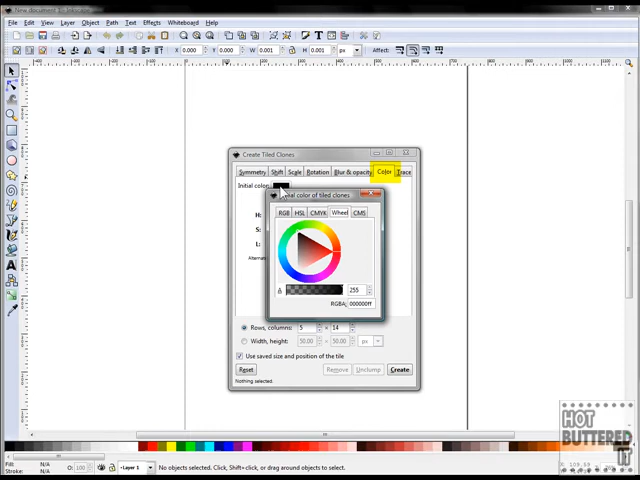 File Edit View Layer Object Path Text Effects Whiteboard Help
X 0.000 Y 0.000 W 0.001 H 0.001 px Affect:
Create Tiled Clones
Symmetry Shift Scale Rotation Blur & opacity Color Trace
Initial color:
Initial color of tiled clones
H:
S:
L:
RGB HSL CMYK Wheel CMS
255
RGBA: 000000ff
Rows, columns: 5 × 14
Width, height: 50.00 × 50.00 px
Use saved size and position of the tile
Reset Remove Unclump Create
Nothing selected.
HOT
BUTTERED
IT
Fill: N/A
Stroke: N/A
O: 100
Layer 1
No objects selected. Click, Shift+click, or drag around objects to select.